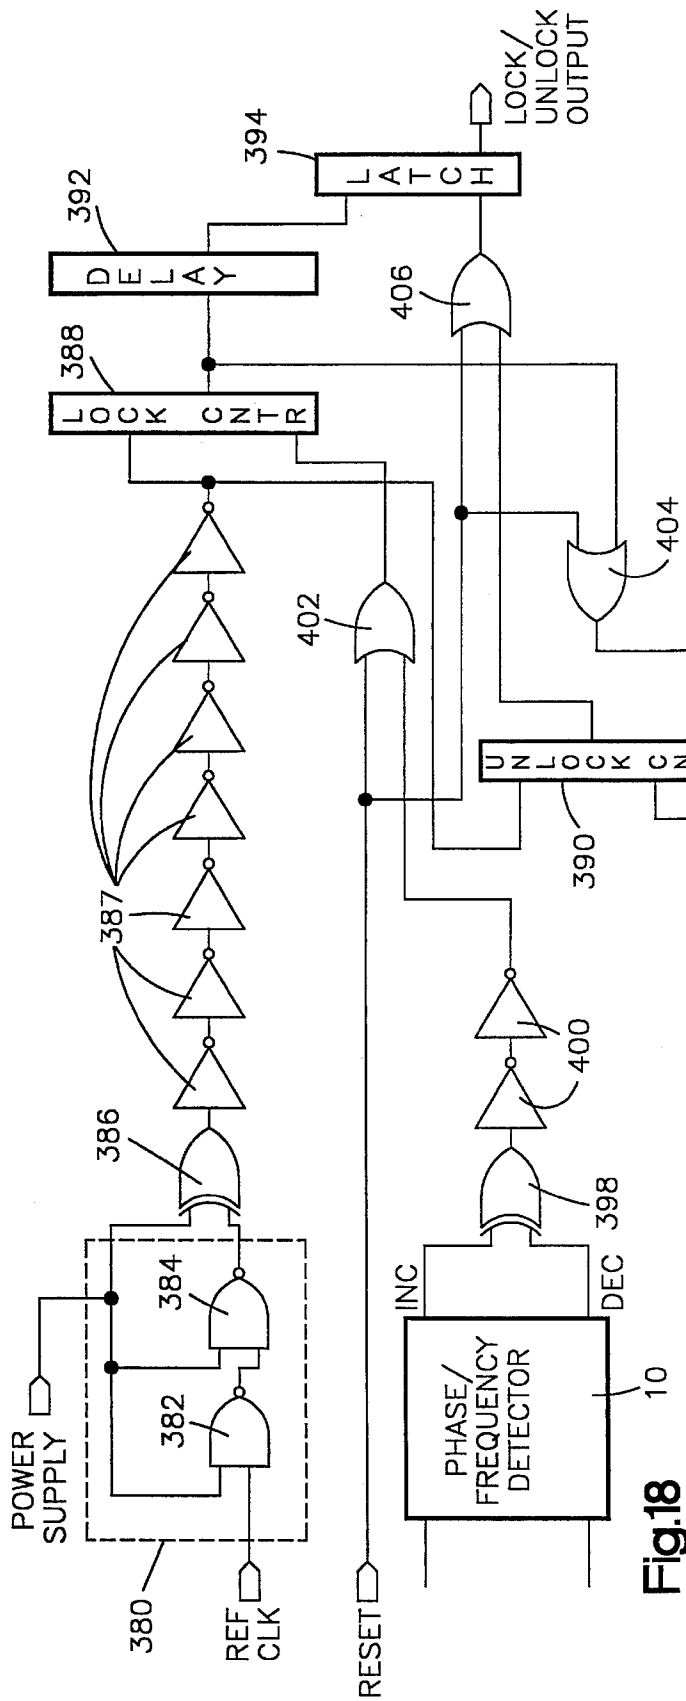 POWER
SUPPLY
380
REF
CLK
382
384
386
387
388
LOCK CNTR
392
DELAY
394
LATCH
LOCK/
UNLOCK
OUTPUT
RESET
402
406
404
390
UNLOCK CN
INC
DEC
PHASE/
FREQUENCY
DETECTOR
10
398
400
Fig.18